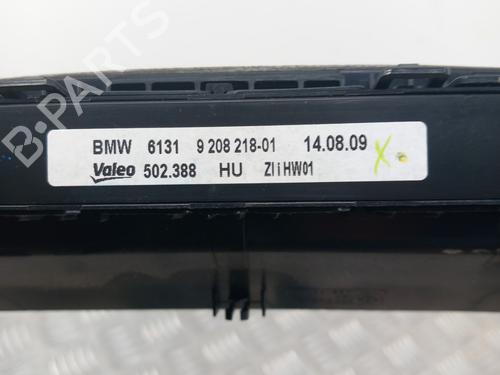 BMW 6131 9 208 218-01 14.08.09 X
Valeo 502.388 HU ZIiHW01
B-PARTS